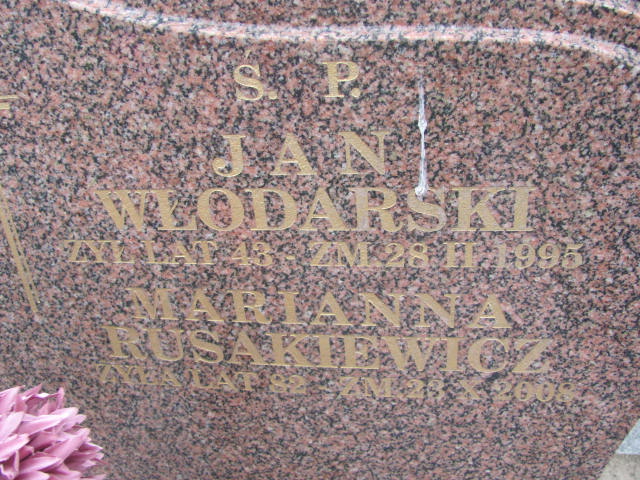 Ś. P.
JAN
WŁODARSKI
ŻYŁ LAT 43 - ZM. 28 II 1995
MARIANNA
RUSAKIEWICZ
ŻYŁA LAT 82 - ZM. 23 X 2008